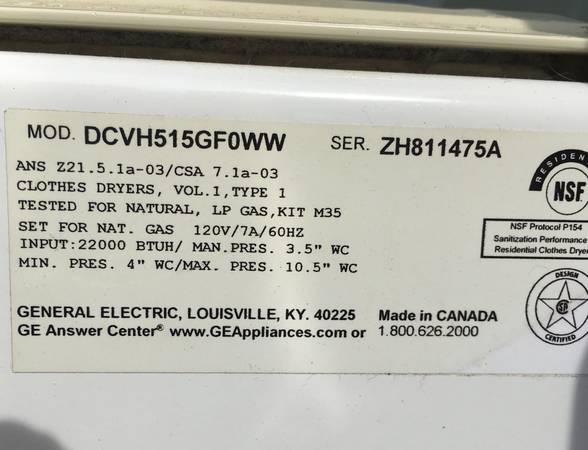 MOD. DCVH515GF0WW SER. ZH811475A
ANS Z21.5.1a-03/CSA 7.1a-03
CLOTHES DRYERS, VOL.1,TYPE 1
TESTED FOR NATURAL, LP GAS,KIT M35
SET FOR NAT. GAS 120V/7A/60HZ
INPUT:22000 BTUH/ MAN.PRES. 3.5" WC
MIN. PRES. 4" WC/MAX. PRES. 10.5" WC
GENERAL ELECTRIC, LOUISVILLE, KY. 40225 Made in CANADA
GE Answer Center® www.GEAppliances.com or 1.800.626.2000
RESIDEN
NSF
NSF Protocol P154
Sanitization Performance
Residential Clothes Drye
DESIGN
CERTIFIED